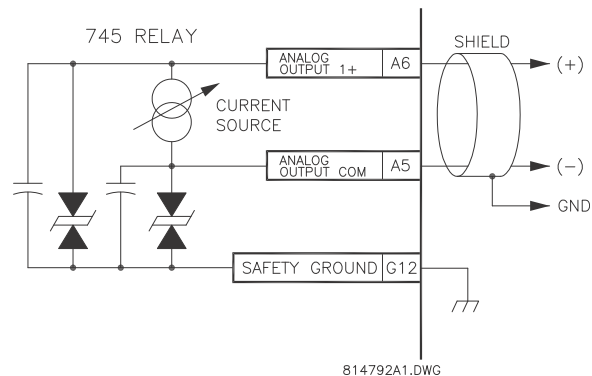 745 RELAY
SHIELD
ANALOG
OUTPUT 1+
A6
(+)
CURRENT
SOURCE
ANALOG
OUTPUT COM
A5
(-)
GND
SAFETY GROUND
G12
814792A1.DWG